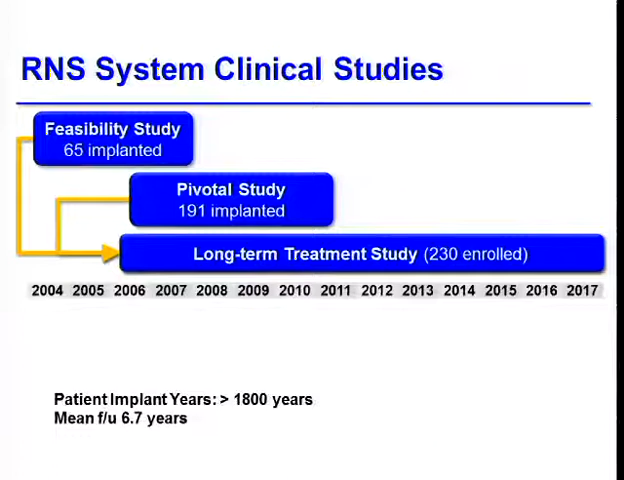 RNS System Clinical Studies
Feasibility Study
65 implanted
Pivotal Study
191 implanted
Long-term Treatment Study (230 enrolled)
2004 2005 2006 2007 2008 2009 2010 2011 2012 2013 2014 2015 2016 2017
Patient Implant Years: > 1800 years
Mean f/u 6.7 years